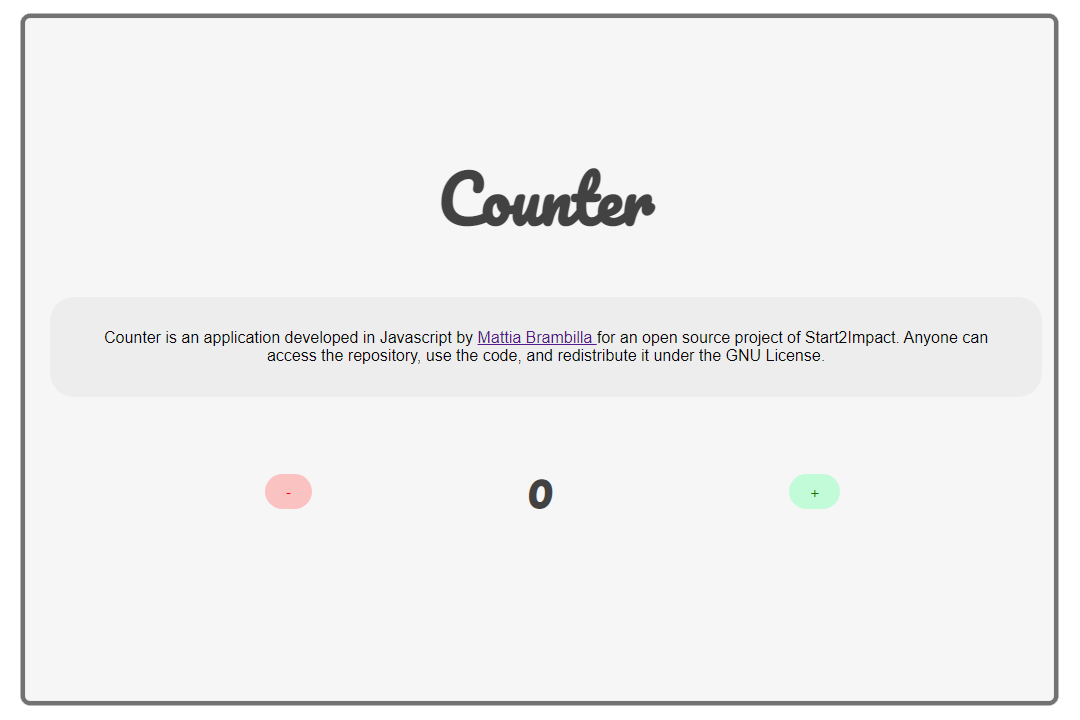 Counter
Counter is an application developed in Javascript by Mattia Brambilla for an open source project of Start2Impact. Anyone can
access the repository, use the code, and redistribute it under the GNU License.
- 0 +